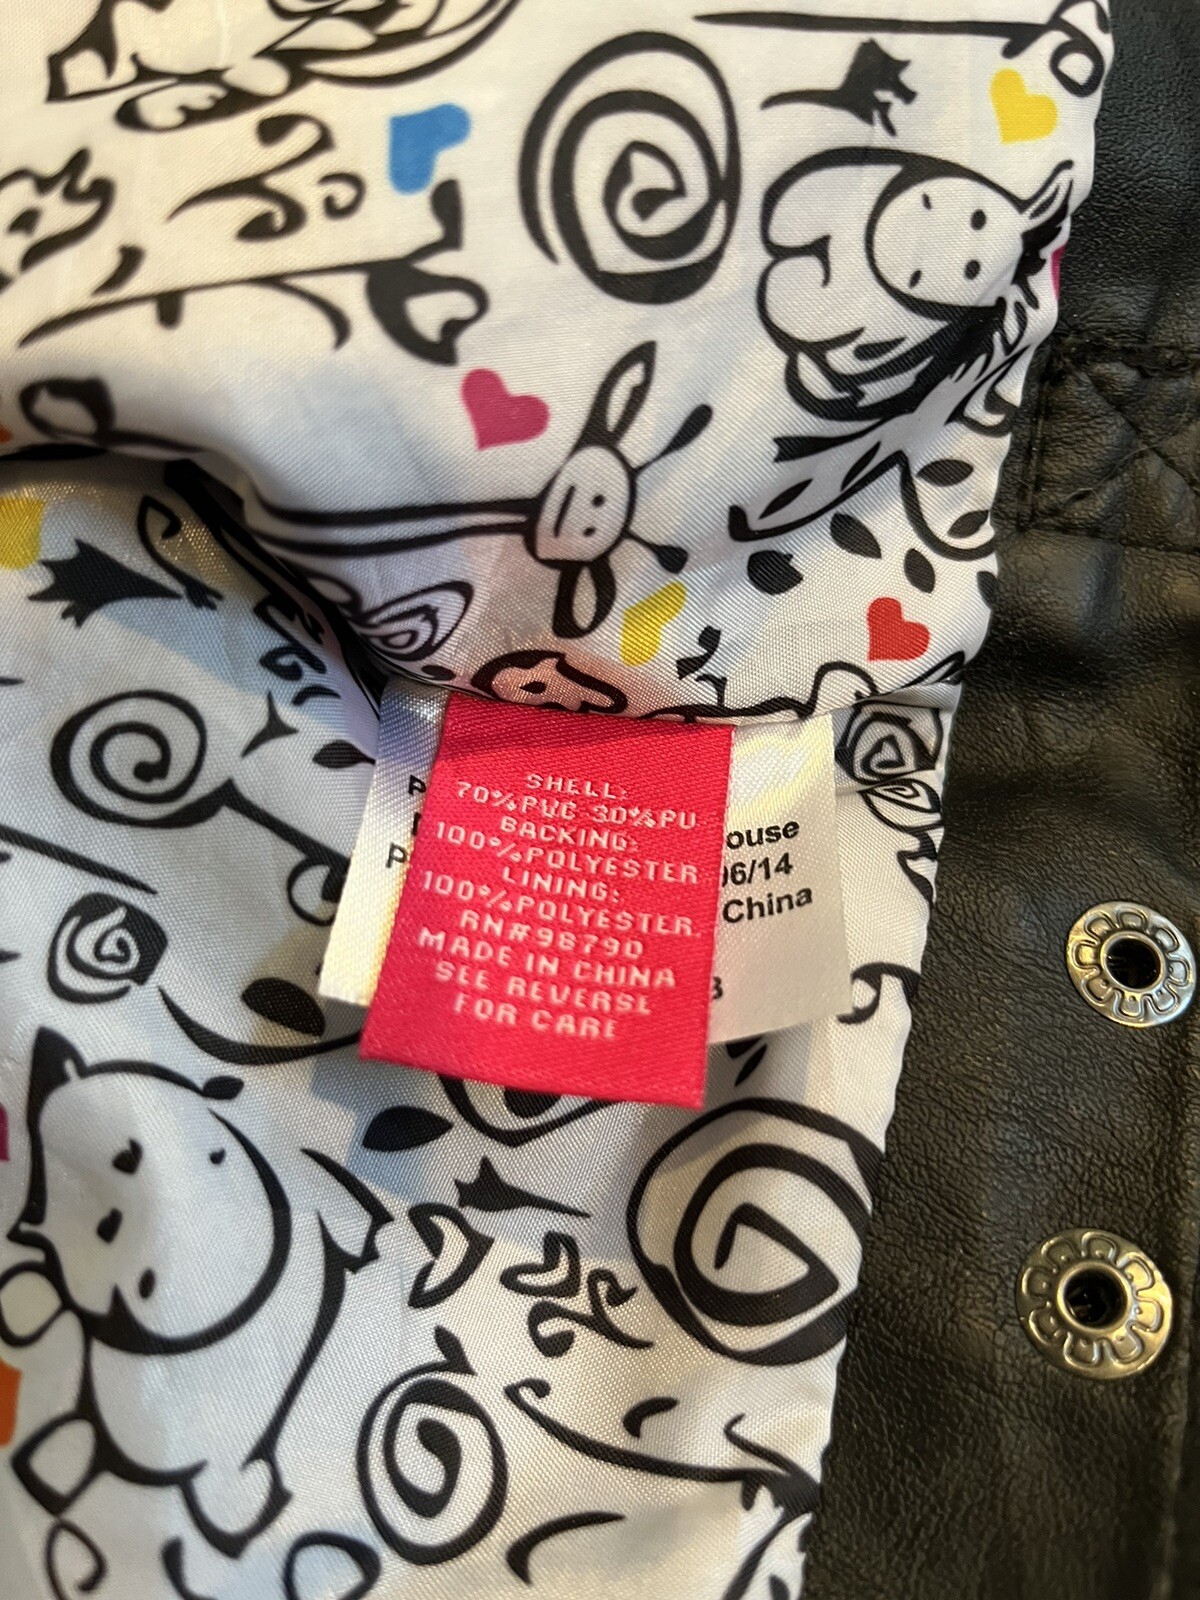 SHELL:
70%PVC 30%PU
BACKING:
100%POLYESTER
LINING:
100%POLYESTER.
RN#98790
MADE IN CHINA
SEE REVERSE
FOR CARE
ouse
06/14
China